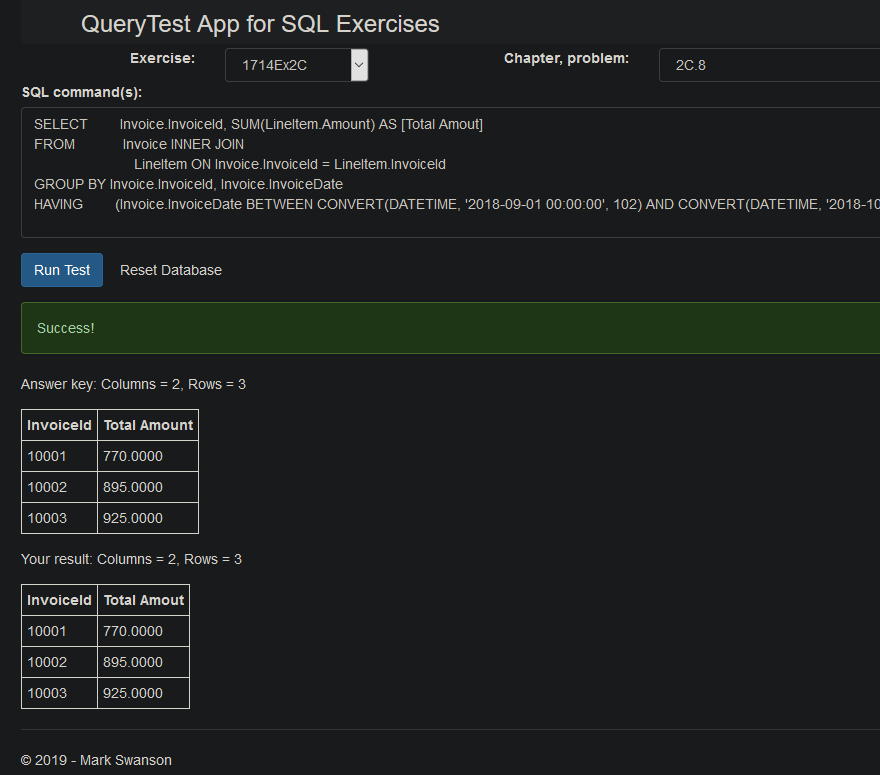 QueryTest App for SQL Exercises
Exercise: 1714Ex2C Chapter, problem: 2C.8
SQL command(s):
SELECT Invoice.InvoiceId, SUM(LineItem.Amount) AS [Total Amout]
FROM Invoice INNER JOIN
LineItem ON Invoice.InvoiceId = LineItem.InvoiceId
GROUP BY Invoice.InvoiceId, Invoice.InvoiceDate
HAVING (Invoice.InvoiceDate BETWEEN CONVERT(DATETIME, '2018-09-01 00:00:00', 102) AND CONVERT(DATETIME, '2018-10
Run Test Reset Database
Success!
Answer key: Columns = 2, Rows = 3
InvoiceId Total Amount
10001 770.0000
10002 895.0000
10003 925.0000
Your result: Columns = 2, Rows = 3
InvoiceId Total Amout
10001 770.0000
10002 895.0000
10003 925.0000
© 2019 - Mark Swanson